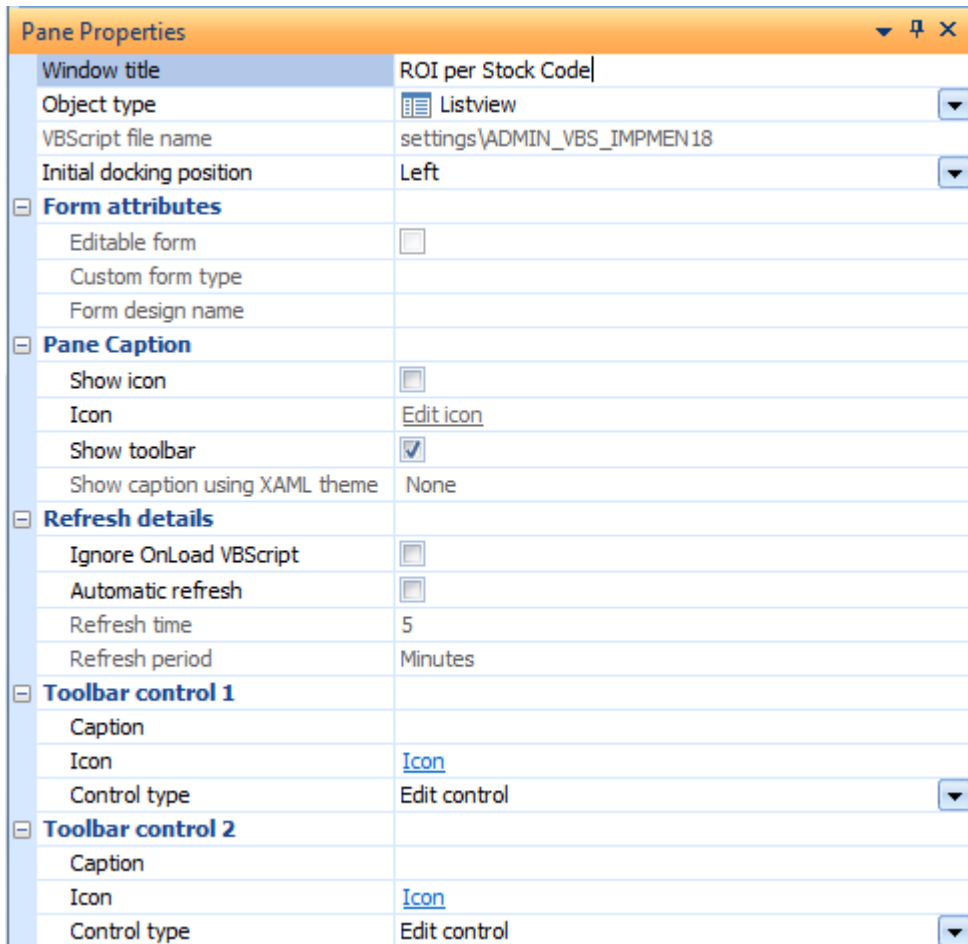 Pane Properties
Window title ROI per Stock Code
Object type Listview
VBScript file name settings\ADMIN_VBS_IMPMEN18
Initial docking position Left
Form attributes
Editable form
Custom form type
Form design name
Pane Caption
Show icon
Icon Edit icon
Show toolbar
Show caption using XAML theme None
Refresh details
Ignore OnLoad VBScript
Automatic refresh
Refresh time 5
Refresh period Minutes
Toolbar control 1
Caption
Icon Icon
Control type Edit control
Toolbar control 2
Caption
Icon Icon
Control type Edit control